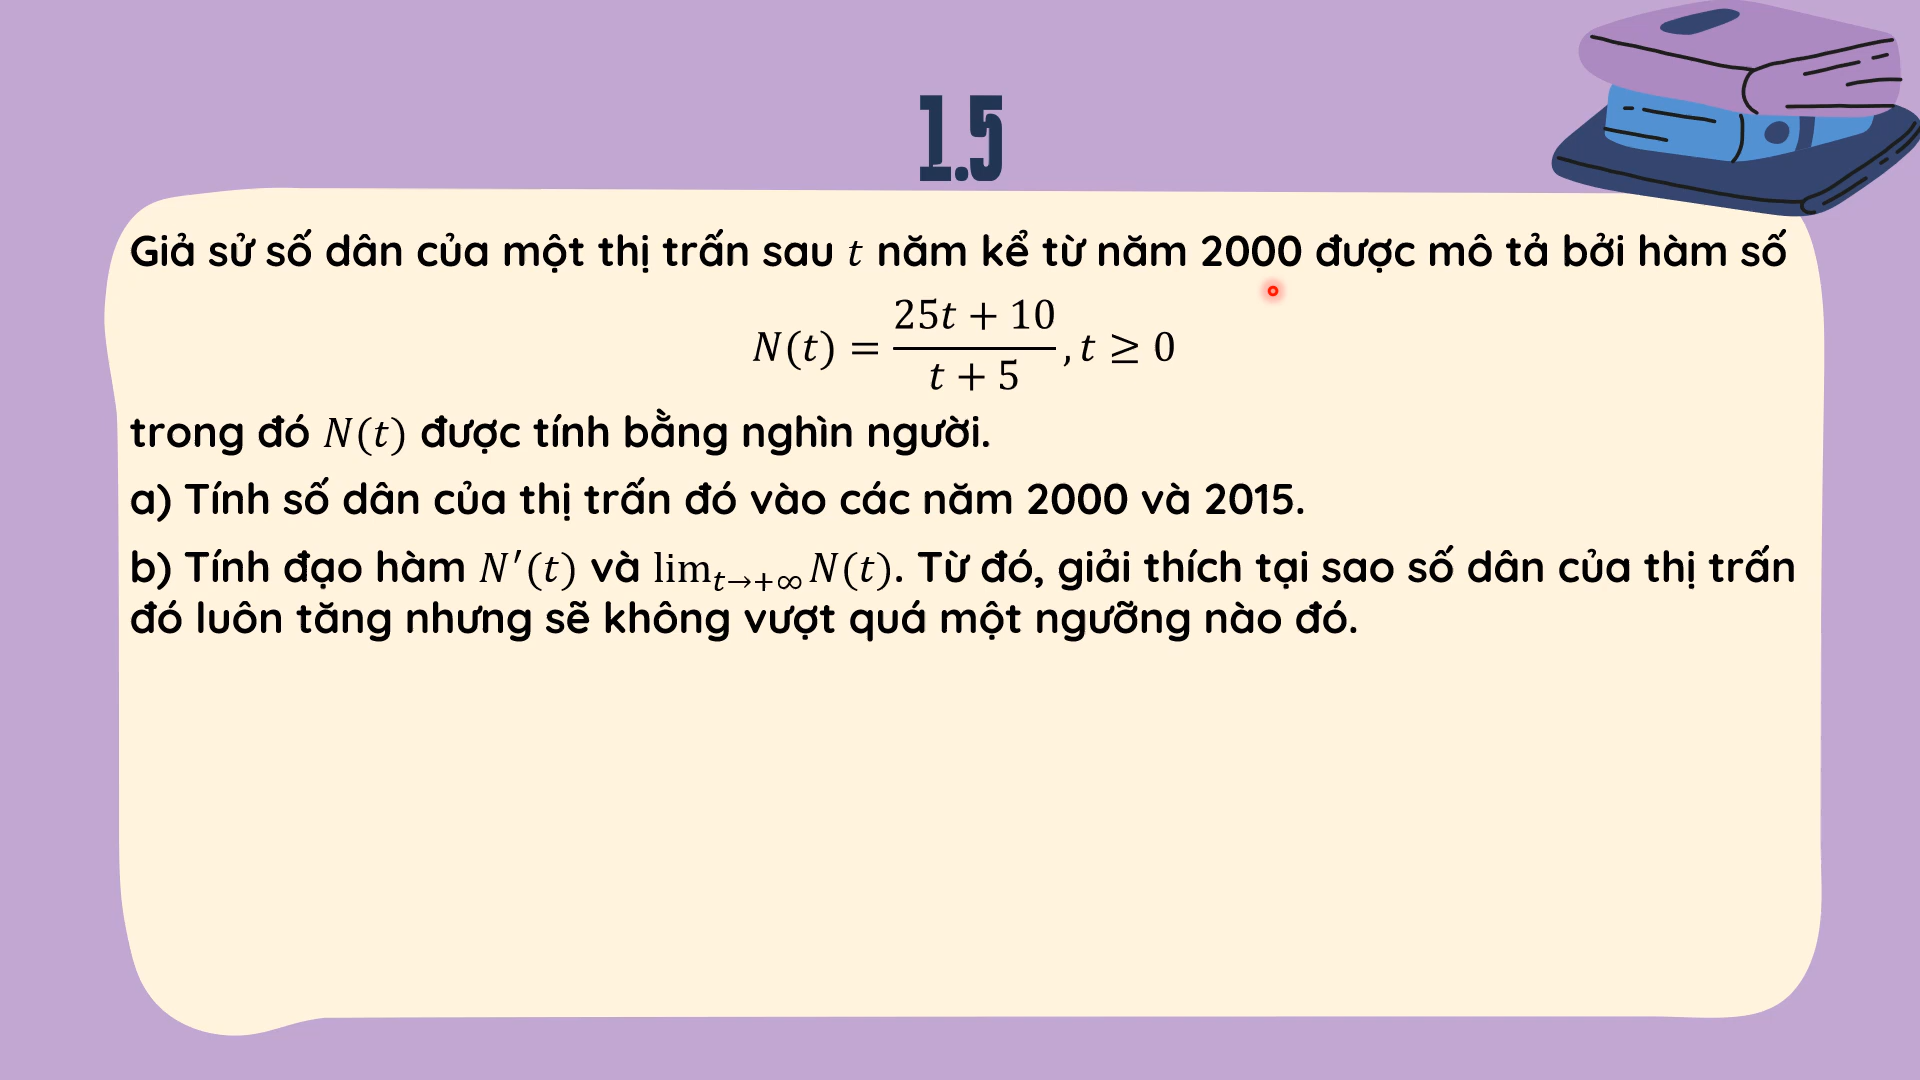 1.5
Giả sử số dân của một thị trấn sau t năm kể từ năm 2000 được mô tả bởi hàm số
N(t) = \frac{25t + 10}{t + 5}, t ≥ 0
trong đó N(t) được tính bằng nghìn người.
a) Tính số dân của thị trấn đó vào các năm 2000 và 2015.
b) Tính đạo hàm N′(t) và lim_{t→+∞} N(t). Từ đó, giải thích tại sao số dân của thị trấn
đó luôn tăng nhưng sẽ không vượt quá một ngưỡng nào đó.